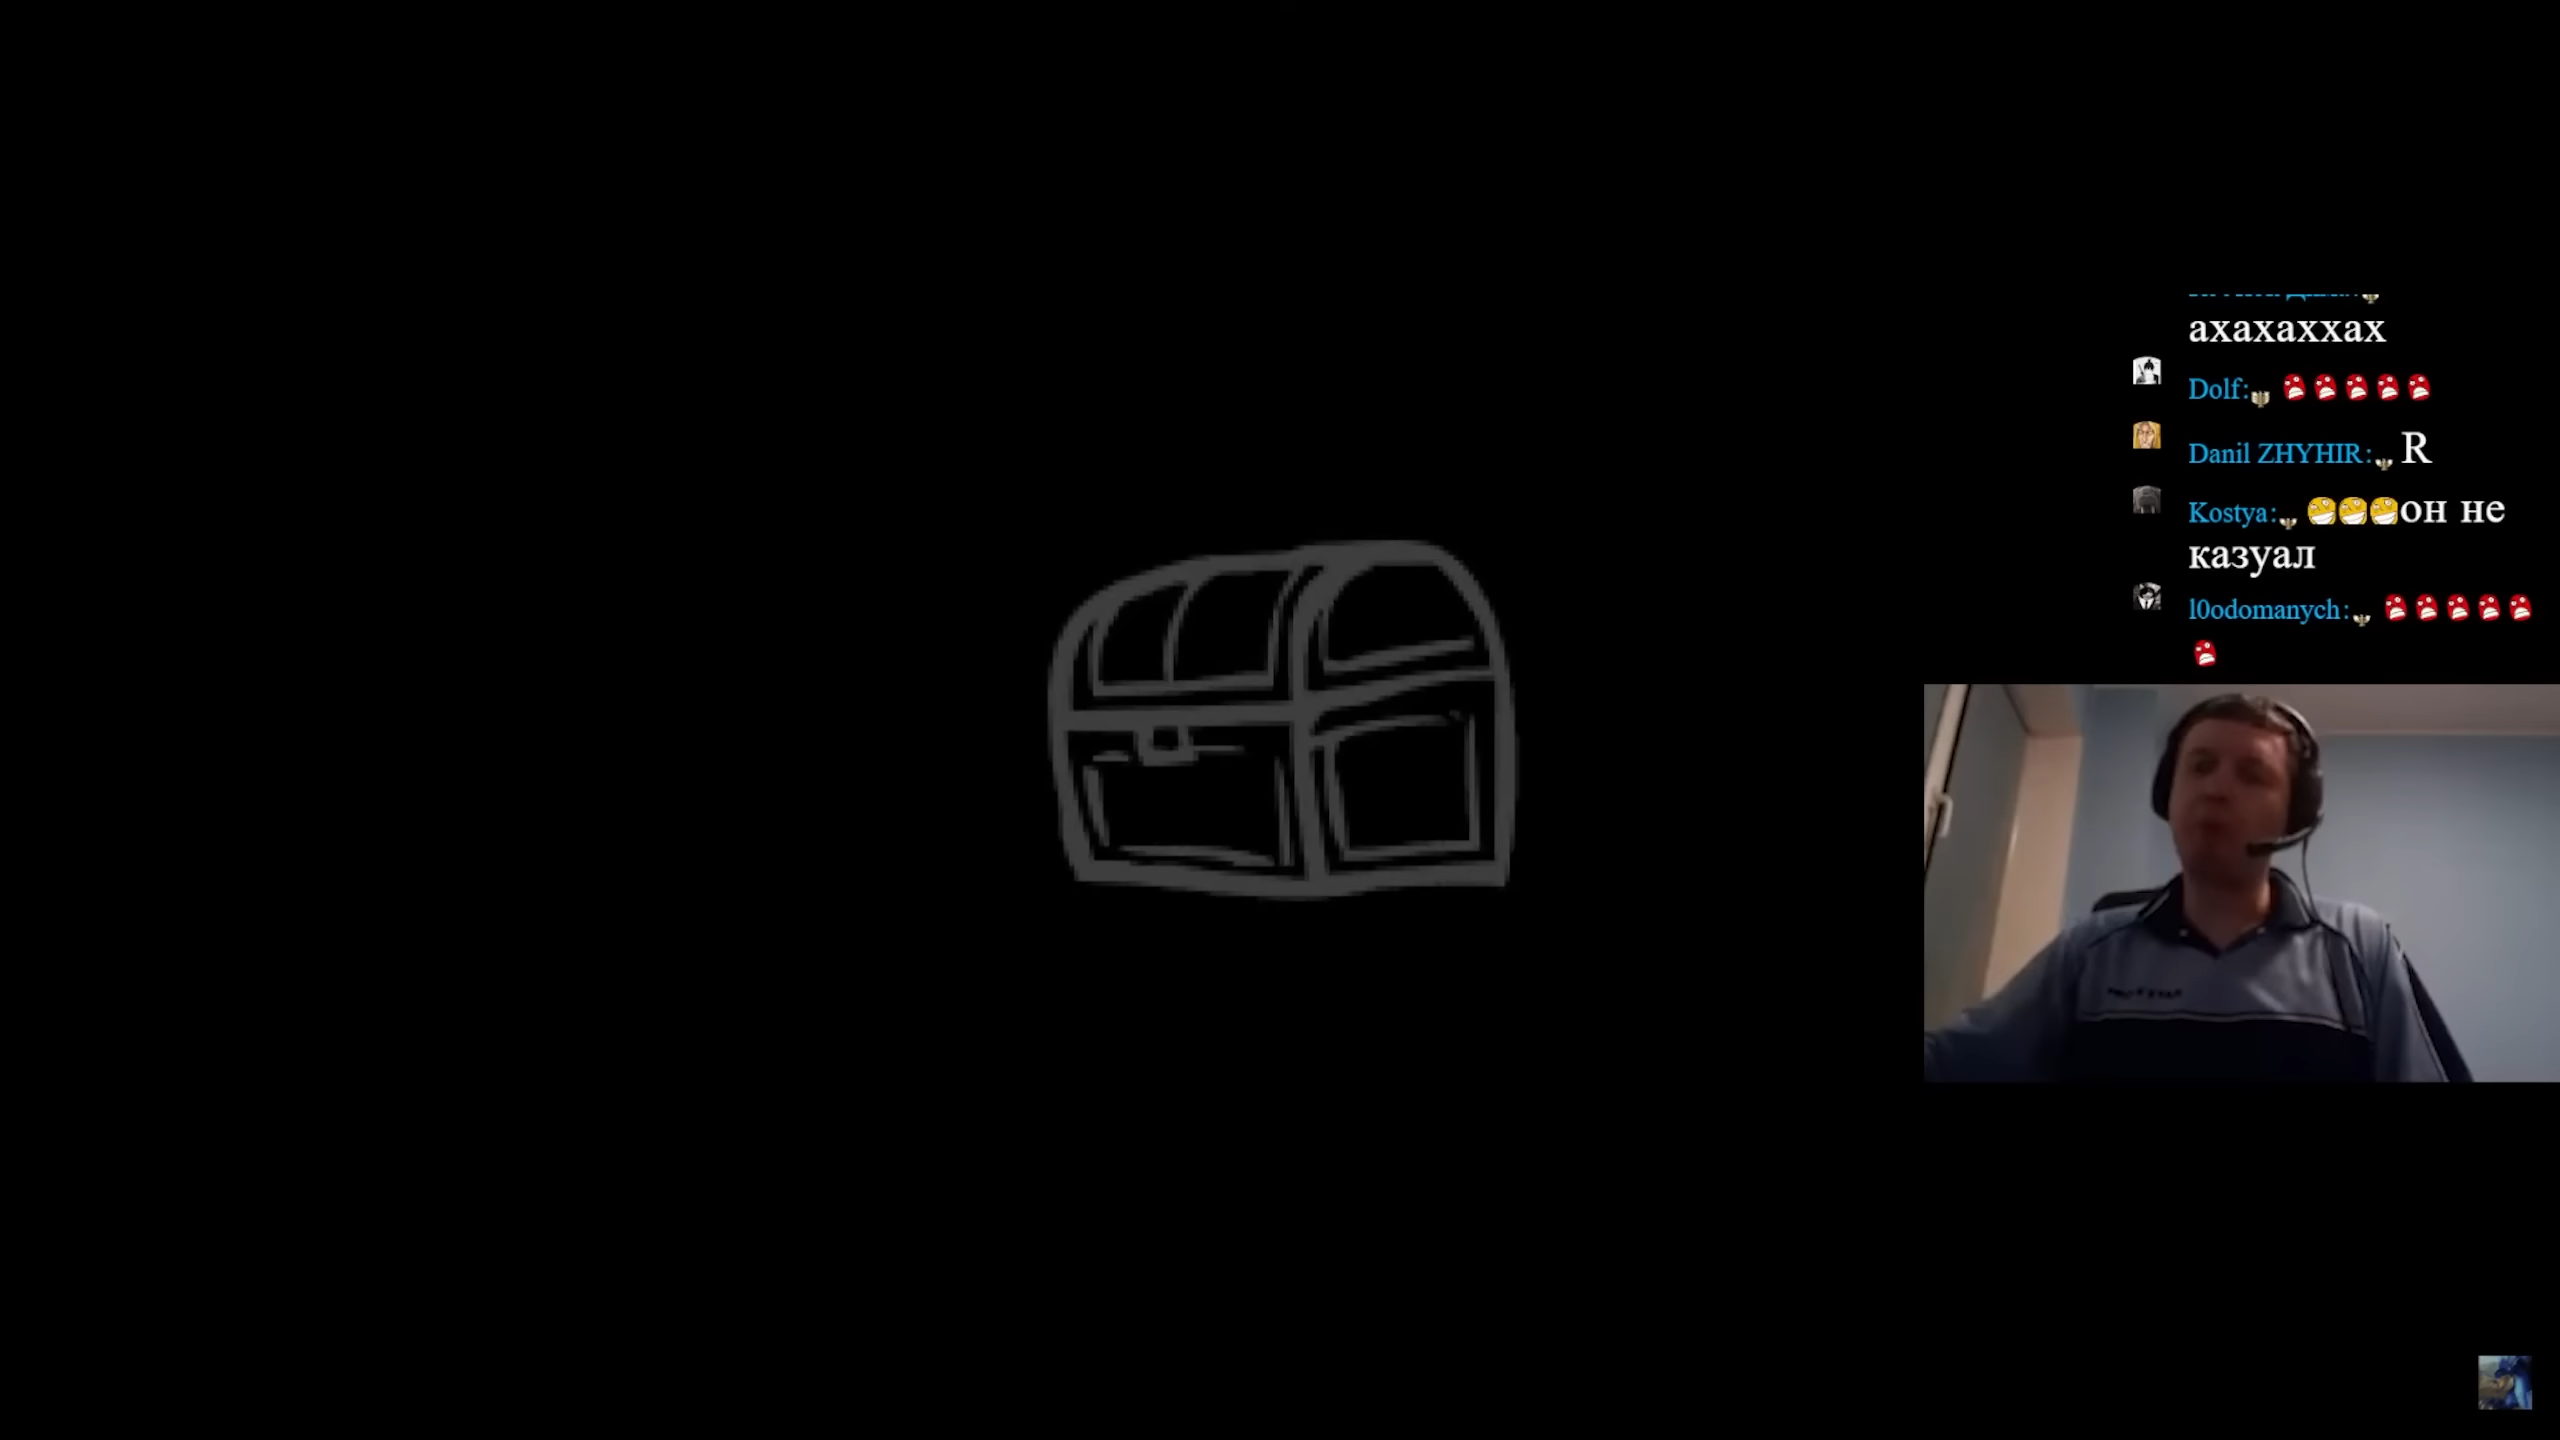 ахахаххах
Dolf:
Danil ZHYHIR: R
Kostya: он не
казуал
l0odomanych: